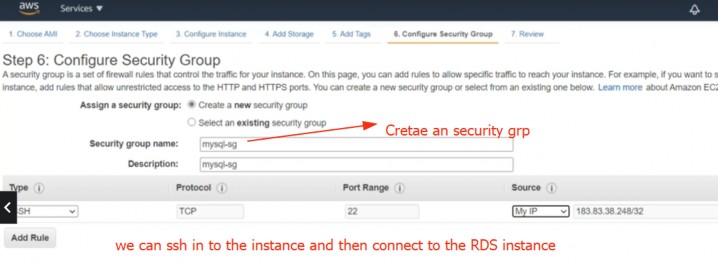 aws Services
1. Choose AMI 2. Choose Instance Type 3. Configure Instance 4. Add Storage 5. Add Tags 6. Configure Security Group 7. Review
Step 6: Configure Security Group
A security group is a set of firewall rules that control the traffic for your instance. On this page, you can add rules to allow specific traffic to reach your instance. For example, if you want to s
instance, add rules that allow unrestricted access to the HTTP and HTTPS ports. You can create a new security group or select from an existing one below. Learn more about Amazon EC2
Assign a security group: Create a new security group
Select an existing security group
Cretae an security grp
Security group name: mysql-sg
Description: mysql-sg
Type Protocol Port Range Source
SSH TCP 22 My IP 183.83.38.248/32
Add Rule
we can ssh in to the instance and then connect to the RDS instance